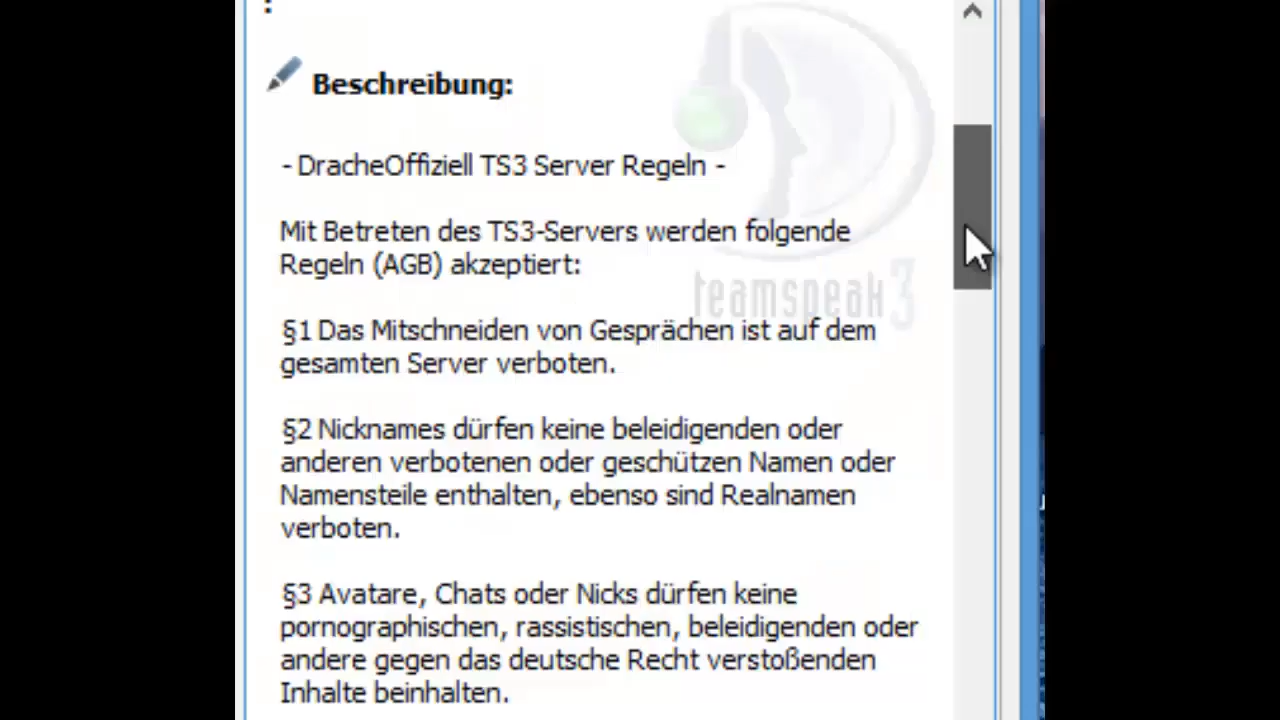 :
Beschreibung:
- DracheOffiziell TS3 Server Regeln -
Mit Betreten des TS3-Servers werden folgende
Regeln (AGB) akzeptiert:
teamspeak 3
§1 Das Mitschneiden von Gesprächen ist auf dem
gesamten Server verboten.
§2 Nicknames dürfen keine beleidigenden oder
anderen verbotenen oder geschützen Namen oder
Namensteile enthalten, ebenso sind Realnamen
verboten.
§3 Avatare, Chats oder Nicks dürfen keine
pornographischen, rassistischen, beleidigenden oder
andere gegen das deutsche Recht verstoßenden
Inhalte beinhalten.